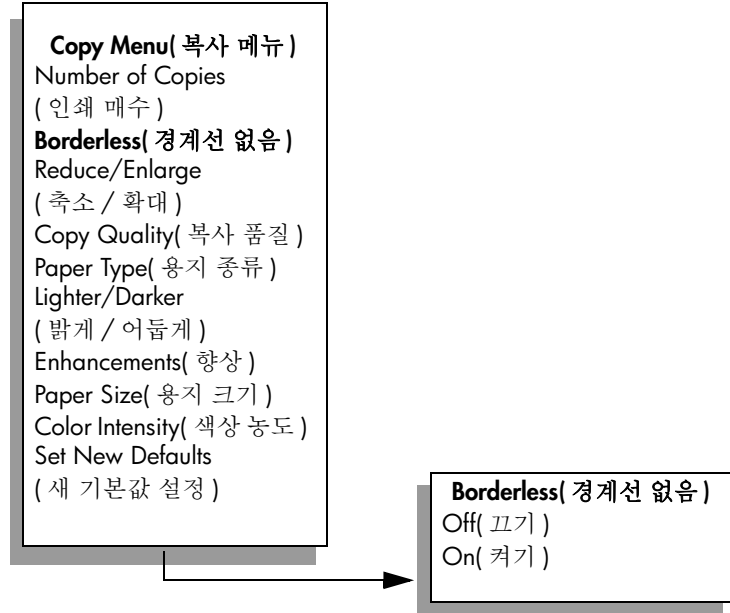 Copy Menu( 복사 메뉴 )
Number of Copies
( 인쇄 매수 )
Borderless( 경계선 없음 )
Reduce/Enlarge
( 축소 / 확대 )
Copy Quality( 복사 품질 )
Paper Type( 용지 종류 )
Lighter/Darker
( 밝게 / 어둡게 )
Enhancements( 향상 )
Paper Size( 용지 크기 )
Color Intensity( 색상 농도 )
Set New Defaults
( 새 기본값 설정 )
Borderless( 경계선 없음 )
Off( 끄기 )
On( 켜기 )